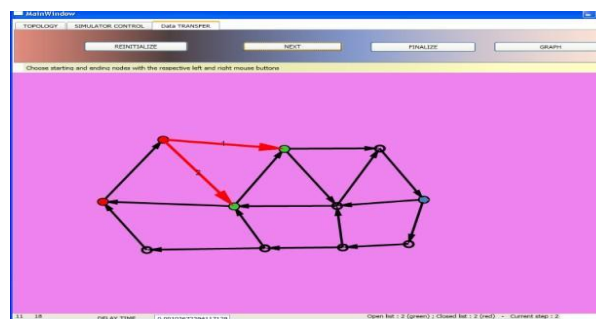 MainWindow
TOPOLOGY SIMULATOR CONTROL Data TRANSFER
REINITIALIZE NEXT FINALIZE GRAPH
Choose starting and ending nodes with the respective left and right mouse buttons
1
2
11 18 DELAY TIME Open list : 2 (green) ; Closed list : 2 (red) - Current step : 2